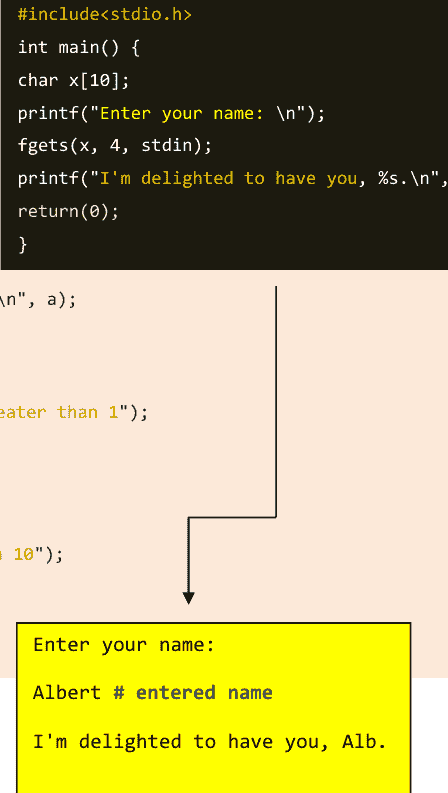 #include<stdio.h>
int main() {
char x[10];
printf("Enter your name: \n");
fgets(x, 4, stdin);
printf("I'm delighted to have you, %s.\n",
return(0);
}
\n", a);
than 1");
10");
Enter your name:
Albert # entered name
I'm delighted to have you, Alb.